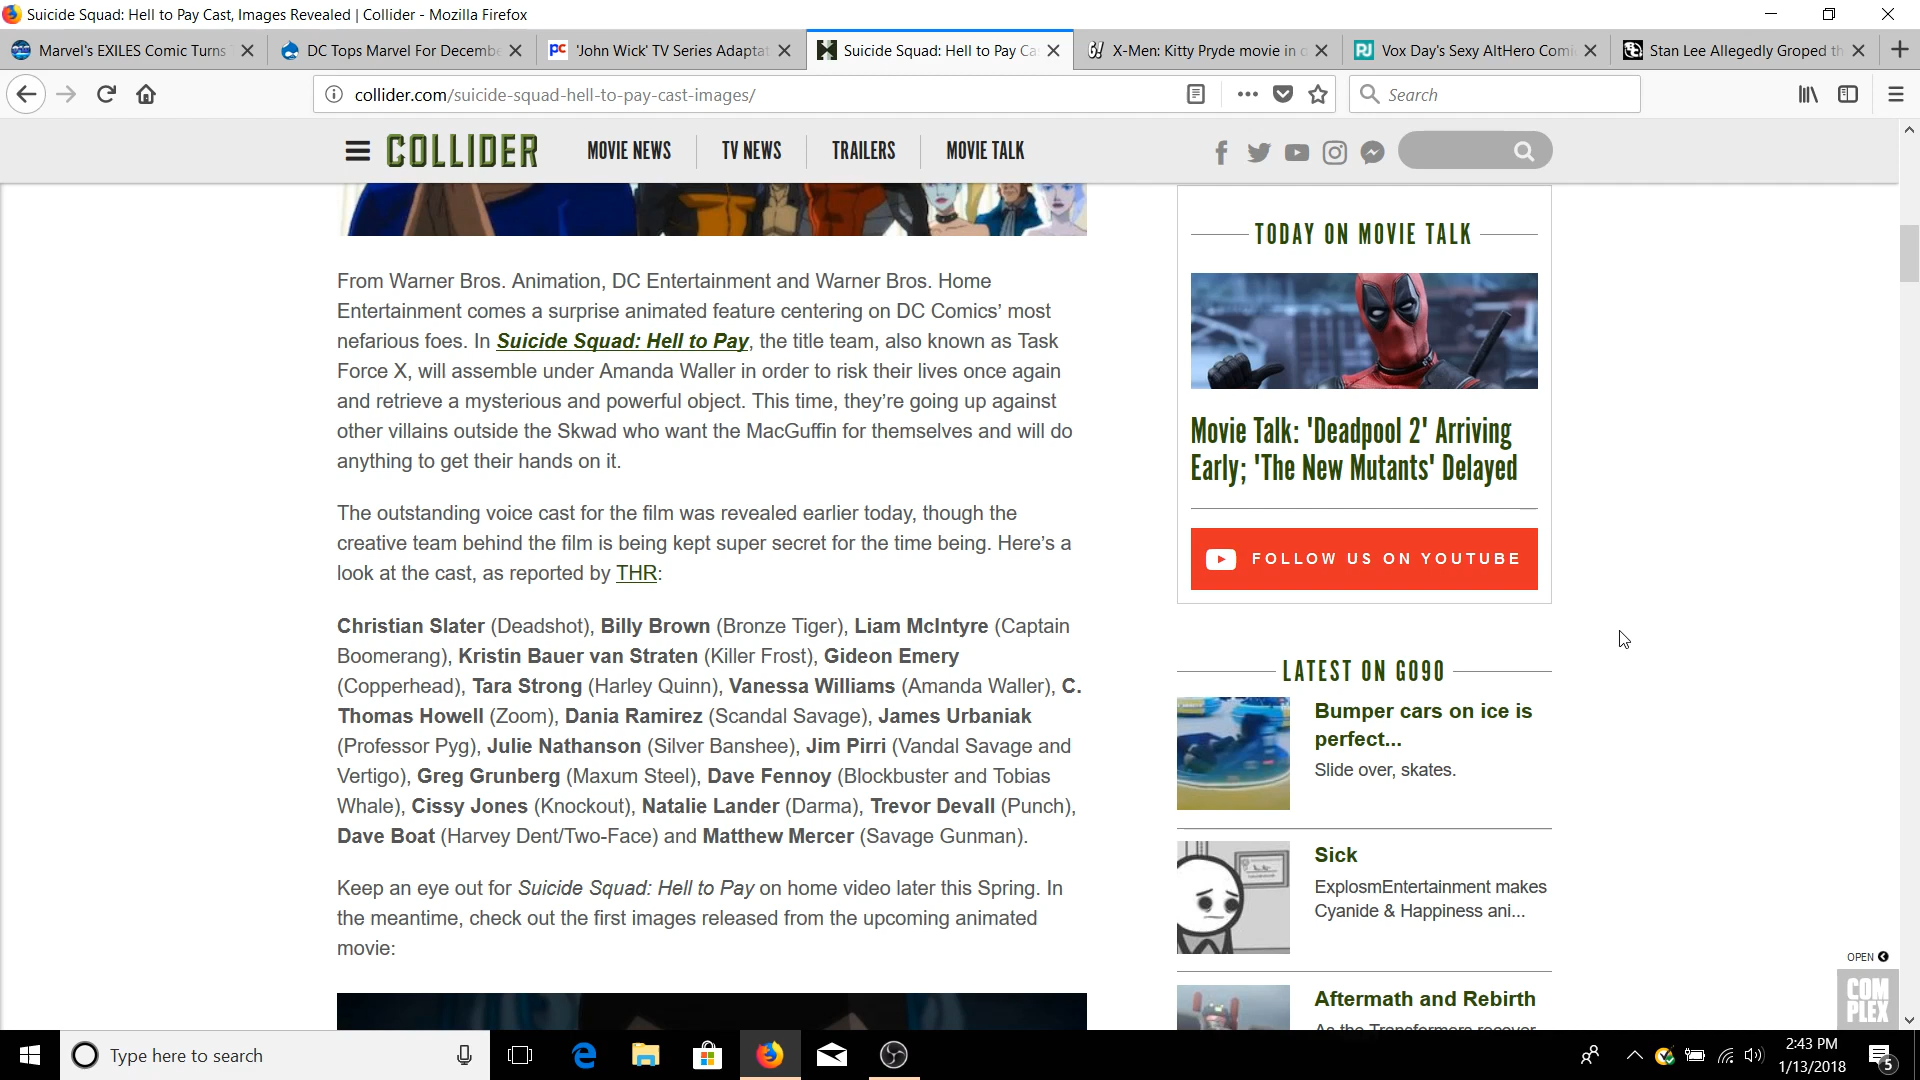 Suicide Squad: Hell to Pay Cast, Images Revealed | Collider - Mozilla Firefox
Marvel's EXILES Comic Turns
DC Tops Marvel For Decembe
pc 'John Wick' TV Series Adaptat
Suicide Squad: Hell to Pay Ca
X-Men: Kitty Pryde movie in
Vox Day's Sexy AltHero Comi
Stan Lee Allegedly Groped th
collider.com/suicide-squad-hell-to-pay-cast-images/
Search
COLLIDER
MOVIE NEWS
TV NEWS
TRAILERS
MOVIE TALK
From Warner Bros. Animation, DC Entertainment and Warner Bros. Home
Entertainment comes a surprise animated feature centering on DC Comics’ most
nefarious foes. In Suicide Squad: Hell to Pay, the title team, also known as Task
Force X, will assemble under Amanda Waller in order to risk their lives once again
and retrieve a mysterious and powerful object. This time, they’re going up against
other villains outside the Skwad who want the MacGuffin for themselves and will do
anything to get their hands on it.
The outstanding voice cast for the film was revealed earlier today, though the
creative team behind the film is being kept super secret for the time being. Here’s a
look at the cast, as reported by THR:
Christian Slater (Deadshot), Billy Brown (Bronze Tiger), Liam McIntyre (Captain
Boomerang), Kristin Bauer van Straten (Killer Frost), Gideon Emery
(Copperhead), Tara Strong (Harley Quinn), Vanessa Williams (Amanda Waller), C.
Thomas Howell (Zoom), Dania Ramirez (Scandal Savage), James Urbaniak
(Professor Pyg), Julie Nathanson (Silver Banshee), Jim Pirri (Vandal Savage and
Vertigo), Greg Grunberg (Maxum Steel), Dave Fennoy (Blockbuster and Tobias
Whale), Cissy Jones (Knockout), Natalie Lander (Darma), Trevor Devall (Punch),
Dave Boat (Harvey Dent/Two-Face) and Matthew Mercer (Savage Gunman).
Keep an eye out for Suicide Squad: Hell to Pay on home video later this Spring. In
the meantime, check out the first images released from the upcoming animated
movie:
TODAY ON MOVIE TALK
Movie Talk: 'Deadpool 2' Arriving
Early; 'The New Mutants' Delayed
FOLLOW US ON YOUTUBE
LATEST ON GO90
Bumper cars on ice is
perfect...
Slide over, skates.
Sick
ExplosmEntertainment makes
Cyanide & Happiness ani...
Aftermath and Rebirth
As the Transformers recover
OPEN
COM
PLEX
Type here to search
2:43 PM
1/13/2018
5